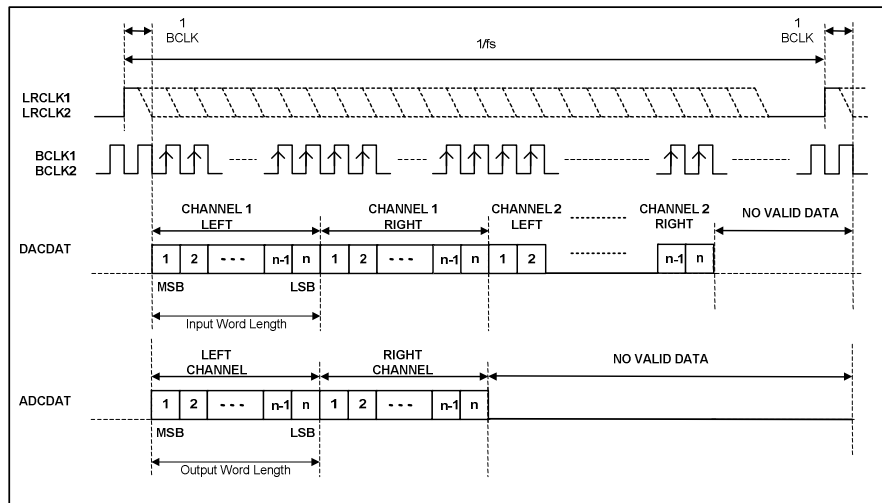 1
BCLK
1/fs
1
BCLK
LRCLK1
LRCLK2
BCLK1
BCLK2
CHANNEL 1
LEFT
CHANNEL 1
RIGHT
CHANNEL 2
LEFT
CHANNEL 2
RIGHT
NO VALID DATA
DACDAT
1 2 - - - n-1 n 1 2 - - - n-1 n 1 2 n-1 n
MSB LSB
Input Word Length
LEFT
CHANNEL
RIGHT
CHANNEL
NO VALID DATA
ADCDAT
1 2 - - - n-1 n 1 2 - - - n-1 n
MSB LSB
Output Word Length